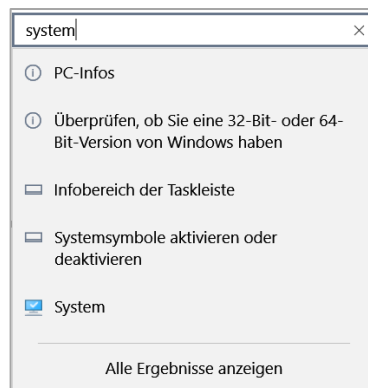 system
PC-Infos
Überprüfen, ob Sie eine 32-Bit- oder 64-
Bit-Version von Windows haben
Infobereich der Taskleiste
Systemsymbole aktivieren oder
deaktivieren
System
Alle Ergebnisse anzeigen